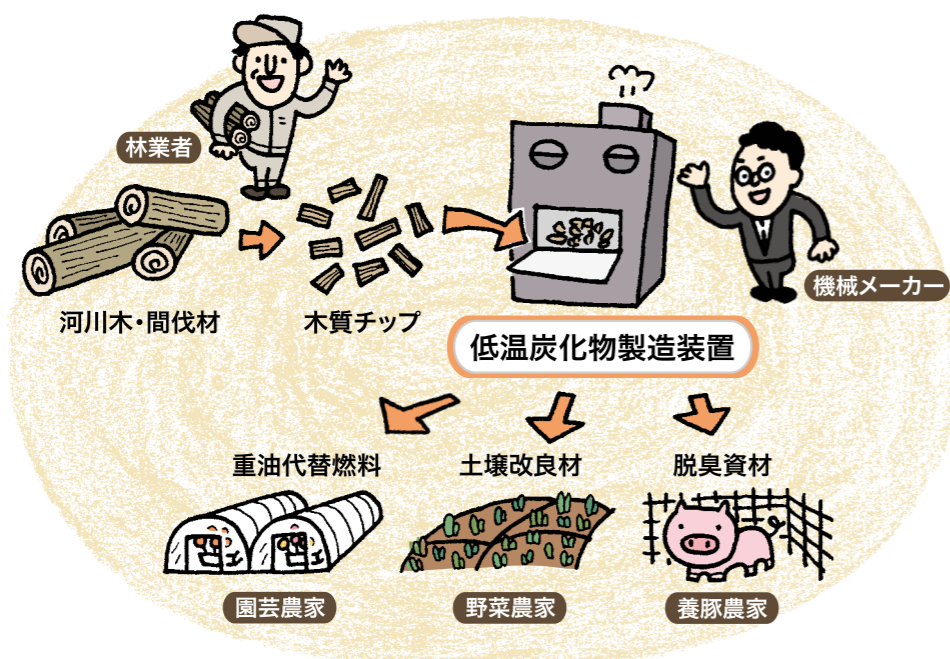 林業者
機械メーカー
河川木・間伐材
木質チップ
低温炭化物製造装置
重油代替燃料
土壌改良材
脱臭資材
園芸農家
野菜農家
養豚農家